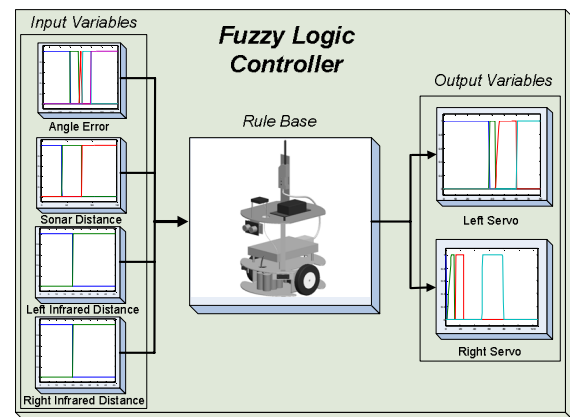 Input Variables
Fuzzy Logic
Controller
Output Variables
Angle Error
Rule Base
Sonar Distance
Left Servo
Left Infrared Distance
Right Servo
Right Infrared Distance